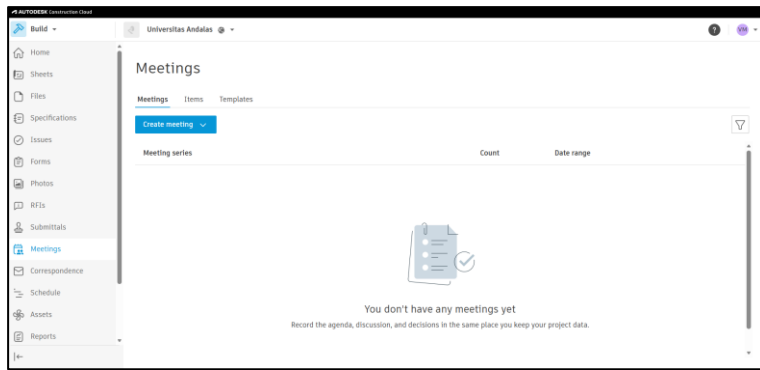 AUTODESK Construction Cloud
Build
Universitas Andalas
?
VM
Home
Sheets
Files
Specifications
Issues
Forms
Photos
RFIs
Submittals
Meetings
Correspondence
Schedule
Assets
Reports
Meetings
Meetings Items Templates
Create meeting
Meeting series Count Date range
You don't have any meetings yet
Record the agenda, discussion, and decisions in the same place you keep your project data.